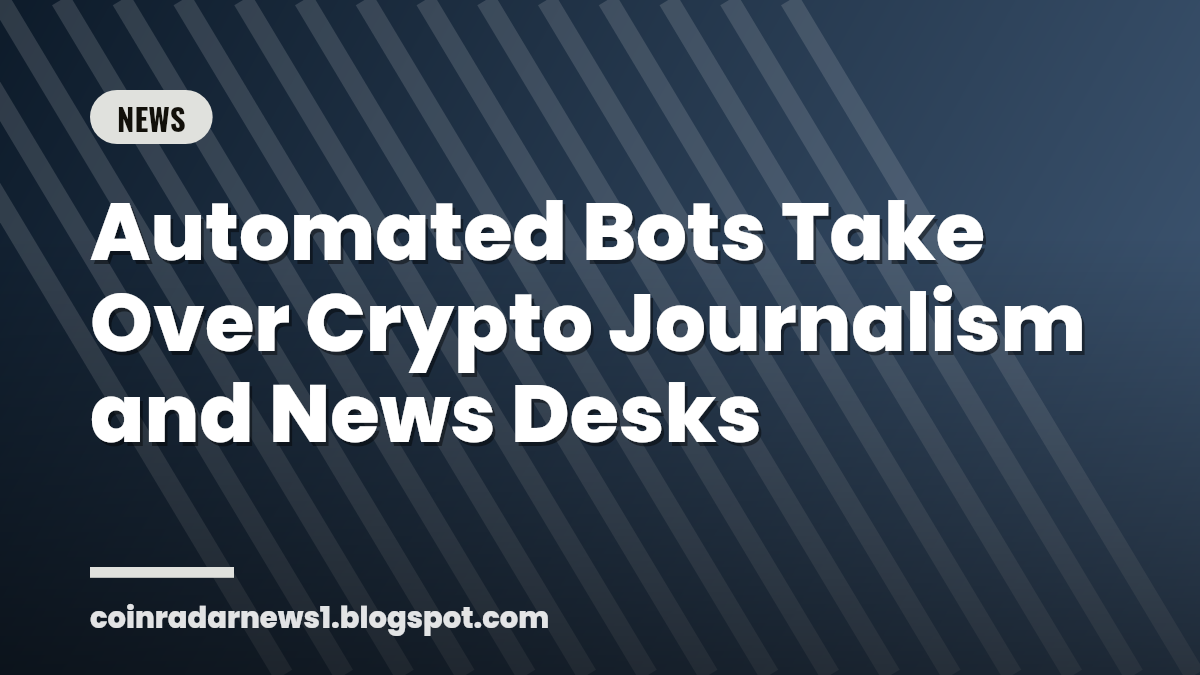 NEWS
Automated Bots Take
Over Crypto Journalism
and News Desks
coinradarnews1.blogspot.com